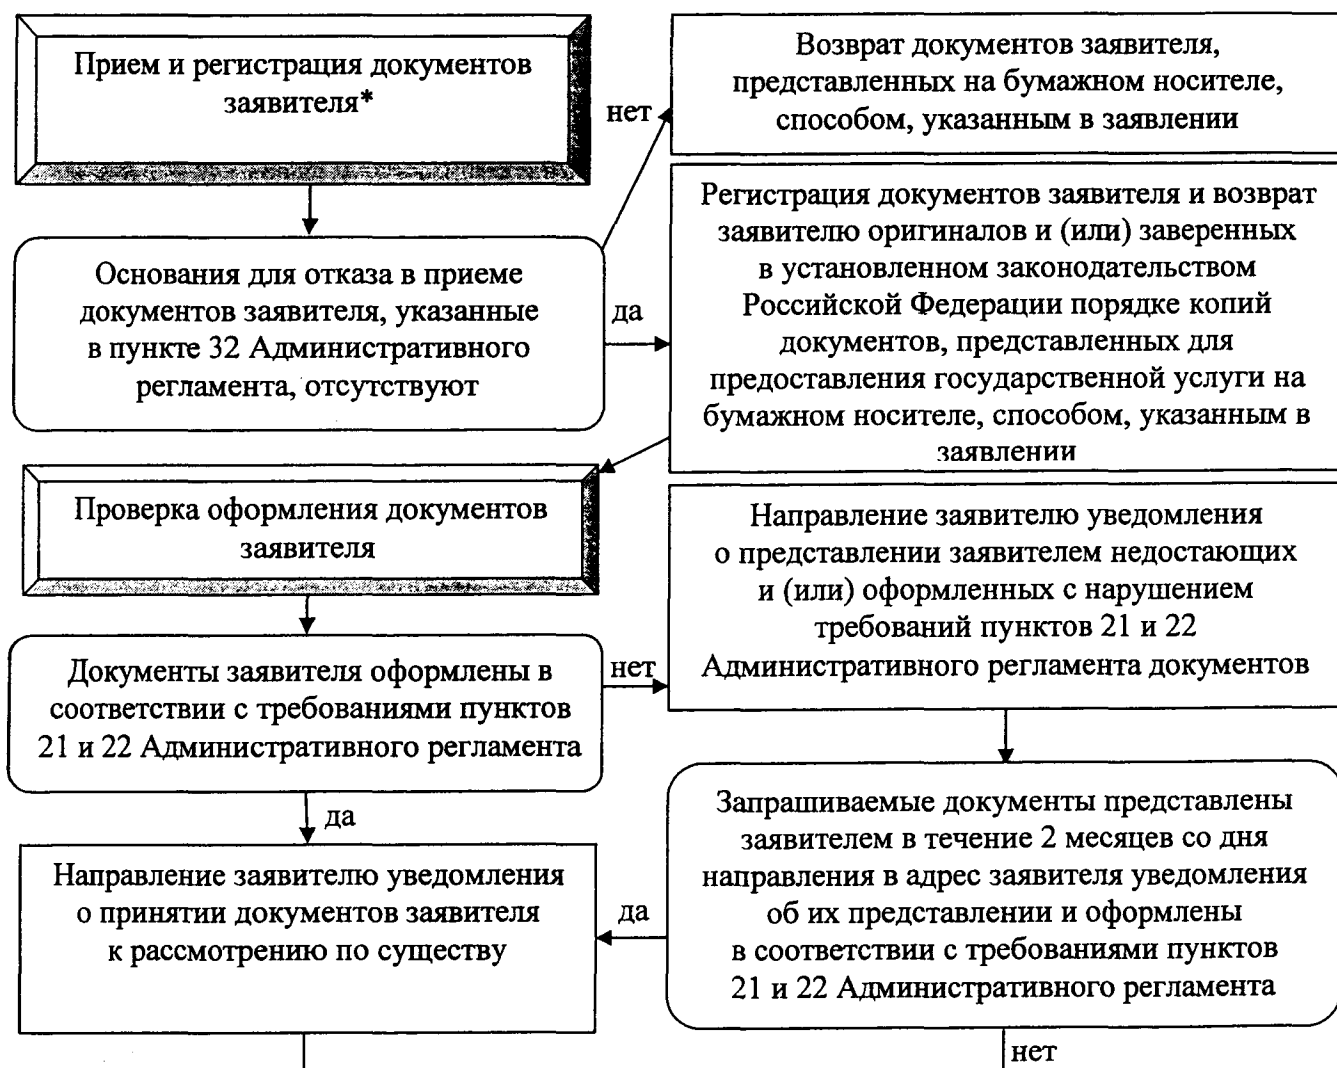 Прием и регистрация документов
заявителя*
нет
Возврат документов заявителя,
представленных на бумажном носителе,
способом, указанным в заявлении
Основания для отказа в приеме
документов заявителя, указанные
в пункте 32 Административного
регламента, отсутствуют
да
Регистрация документов заявителя и возврат
заявителю оригиналов и (или) заверенных
в установленном законодательством
Российской Федерации порядке копий
документов, представленных для
предоставления государственной услуги на
бумажном носителе, способом, указанным в
заявлении
Проверка оформления документов
заявителя
Направление заявителю уведомления
о представлении заявителем недостающих
и (или) оформленных с нарушением
требований пунктов 21 и 22
Административного регламента документов
Документы заявителя оформлены в
соответствии с требованиями пунктов
21 и 22 Административного регламента
нет
да
Запрашиваемые документы представлены
заявителем в течение 2 месяцев со дня
направления в адрес заявителя уведомления
об их представлении и оформлены
в соответствии с требованиями пунктов
21 и 22 Административного регламента
да
Направление заявителю уведомления
о принятии документов заявителя
к рассмотрению по существу
нет